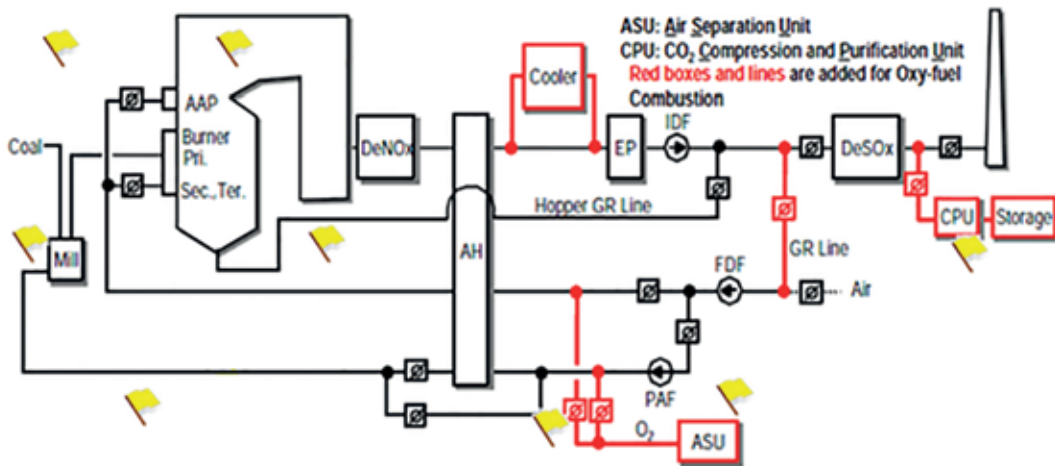 ASU: Air Separation Unit
CPU: CO₂ Compression and Purification Unit
Red boxes and lines are added for Oxy-fuel
Combustion
Cooler
AAP
IDF
Coal
Burner
Pri.
DeNOx
EP
DeSOx
Sec.,Ter.
Hopper GR Line
CPU
Storage
Mill
AH
GR Line
FDF
Air
PAF
O₂
ASU